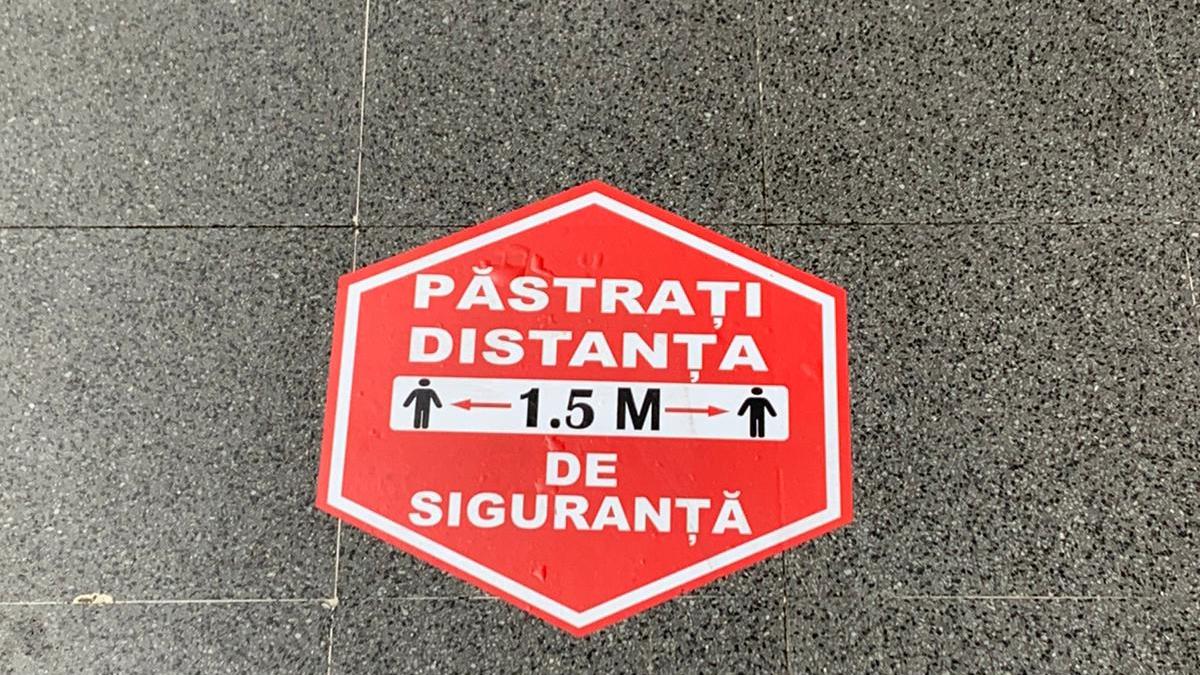 PĂSTRAȚI
DISTANȚA
1.5 M
DE
SIGURANȚĂ